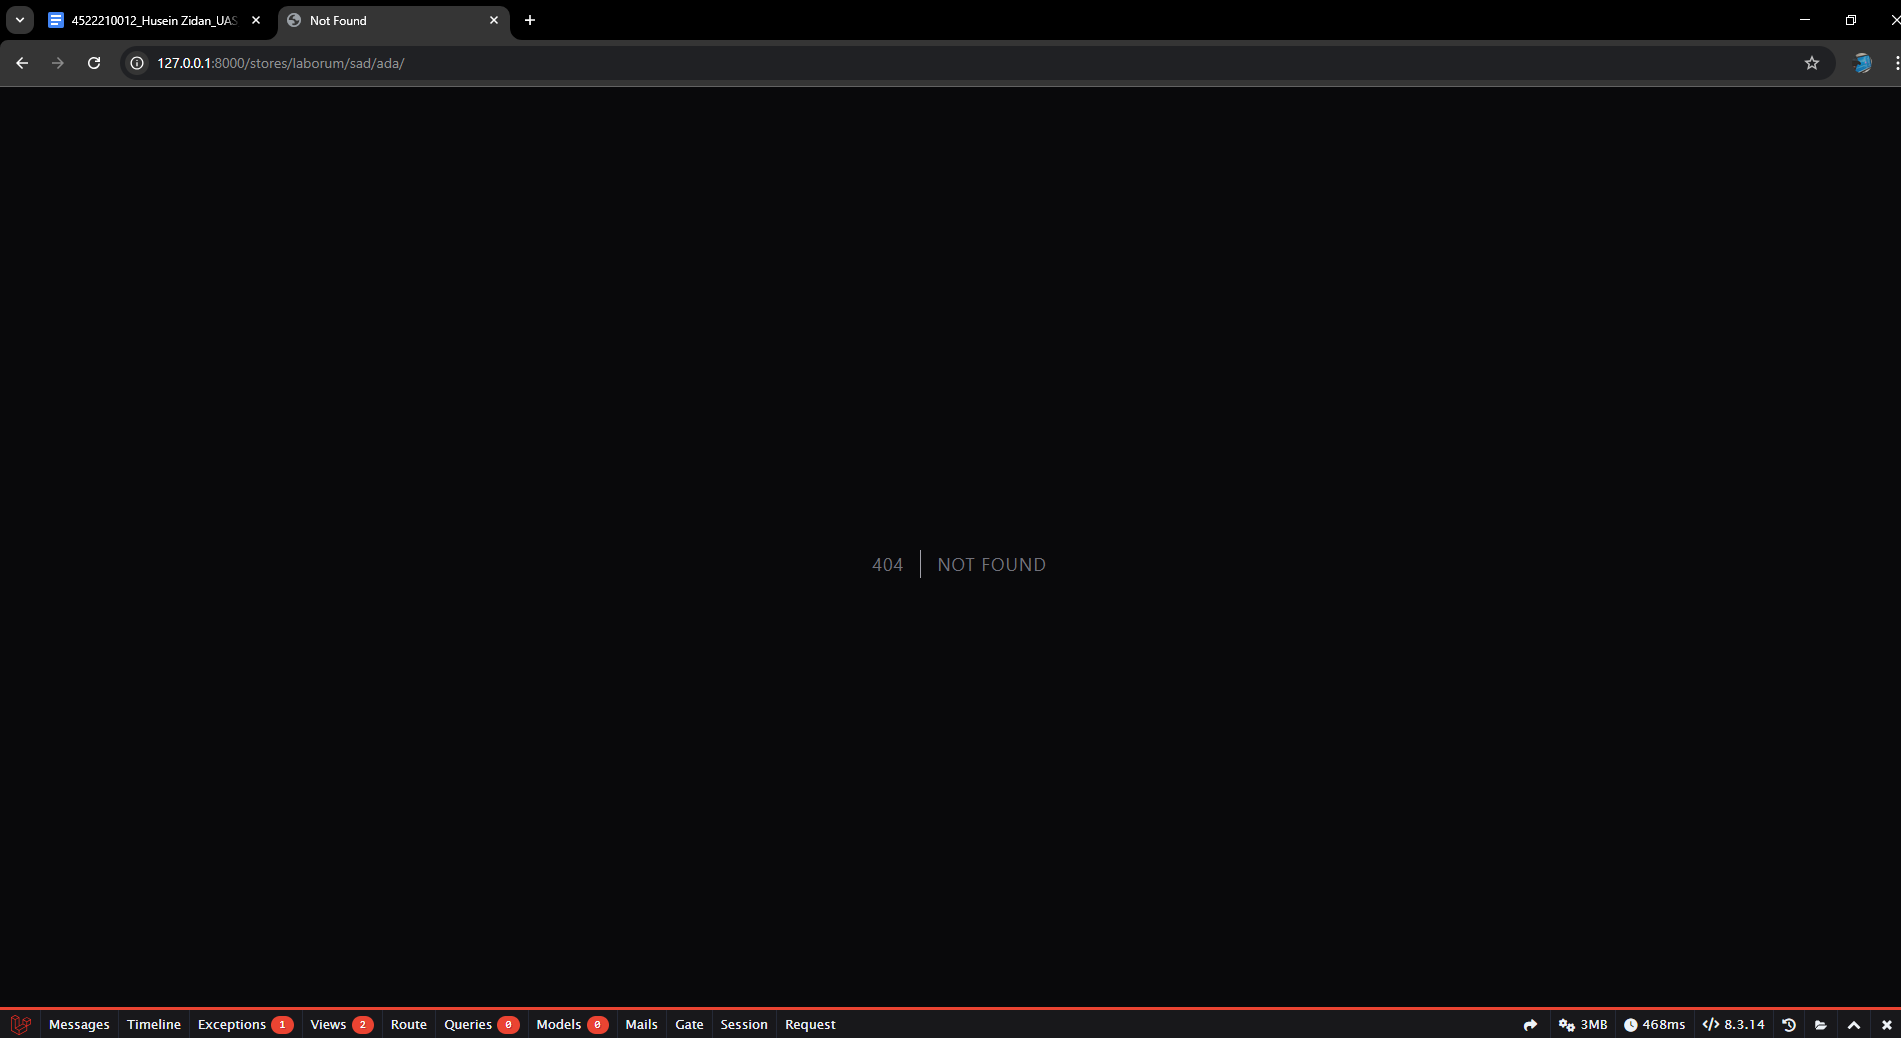 4522210012_Husein Zidan_UAS
Not Found
127.0.0.1:8000/stores/laborum/sad/ada/
404 NOT FOUND
Messages Timeline Exceptions 1 Views 2 Route Queries 0 Models 0 Mails Gate Session Request 3MB 468ms 8.3.14